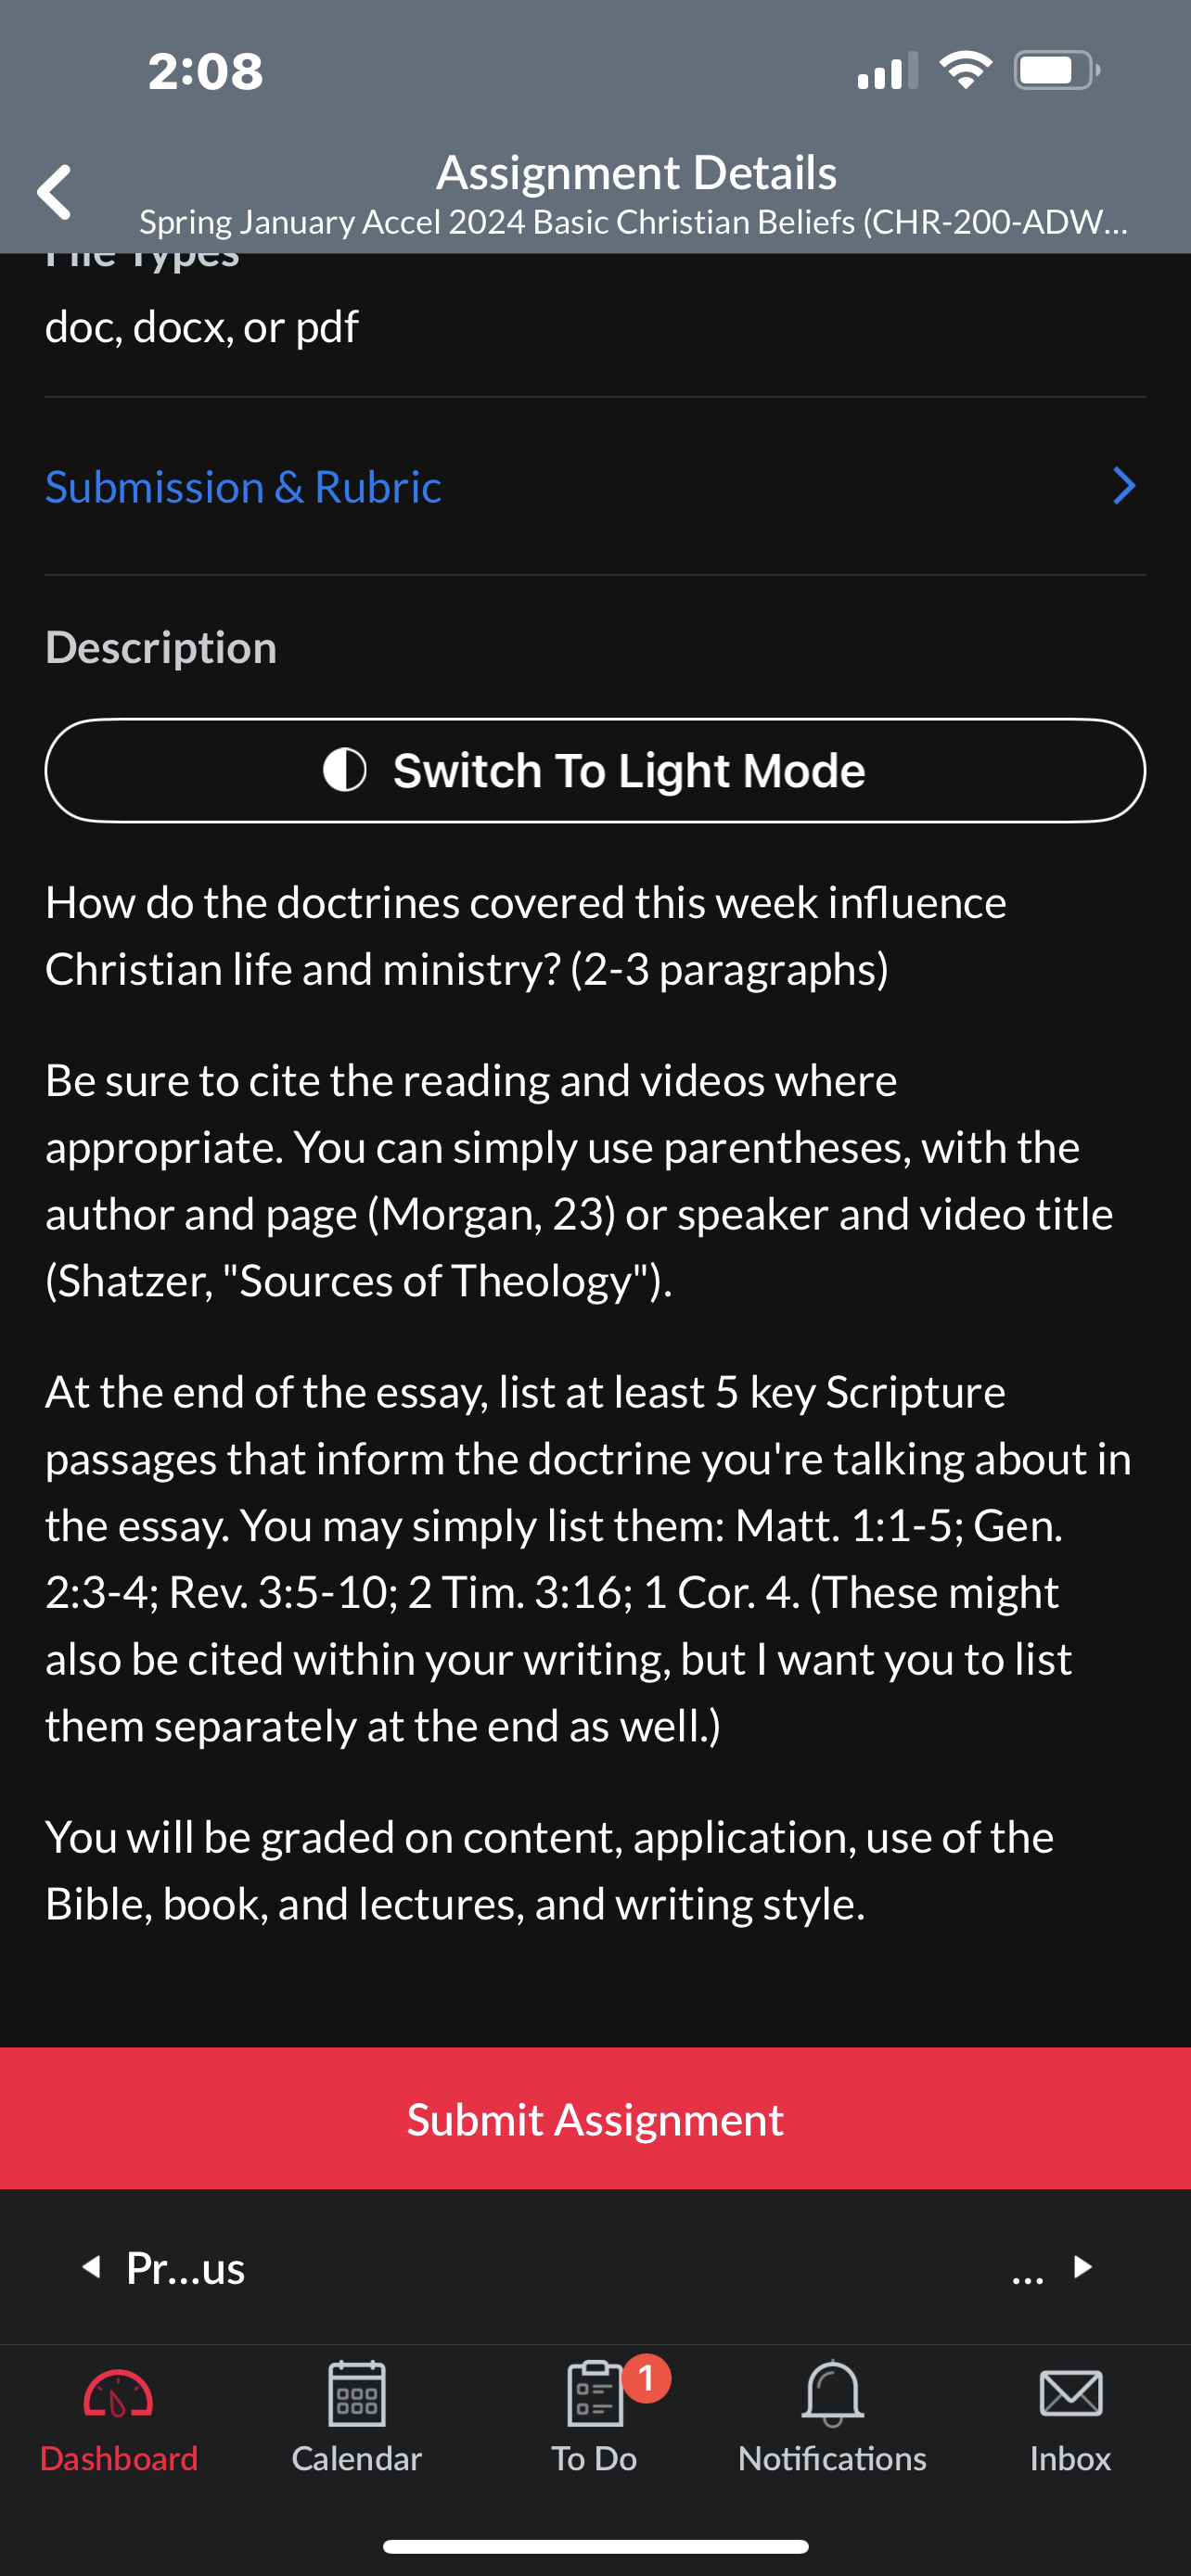 2:08
Assignment Details
Spring January Accel 2024 Basic Christian Beliefs (CHR-200-ADW...
File Types
doc, docx, or pdf
Submission & Rubric
Description
Switch To Light Mode
How do the doctrines covered this week influence
Christian life and ministry? (2-3 paragraphs)
Be sure to cite the reading and videos where
appropriate. You can simply use parentheses, with the
author and page (Morgan, 23) or speaker and video title
(Shatzer, "Sources of Theology").
At the end of the essay, list at least 5 key Scripture
passages that inform the doctrine you're talking about in
the essay. You may simply list them: Matt. 1:1-5; Gen.
2:3-4; Rev. 3:5-10; 2 Tim. 3:16; 1 Cor. 4. (These might
also be cited within your writing, but I want you to list
them separately at the end as well.)
You will be graded on content, application, use of the
Bible, book, and lectures, and writing style.
Submit Assignment
Pr...us
...
1
Dashboard
Calendar
To Do
Notifications
Inbox